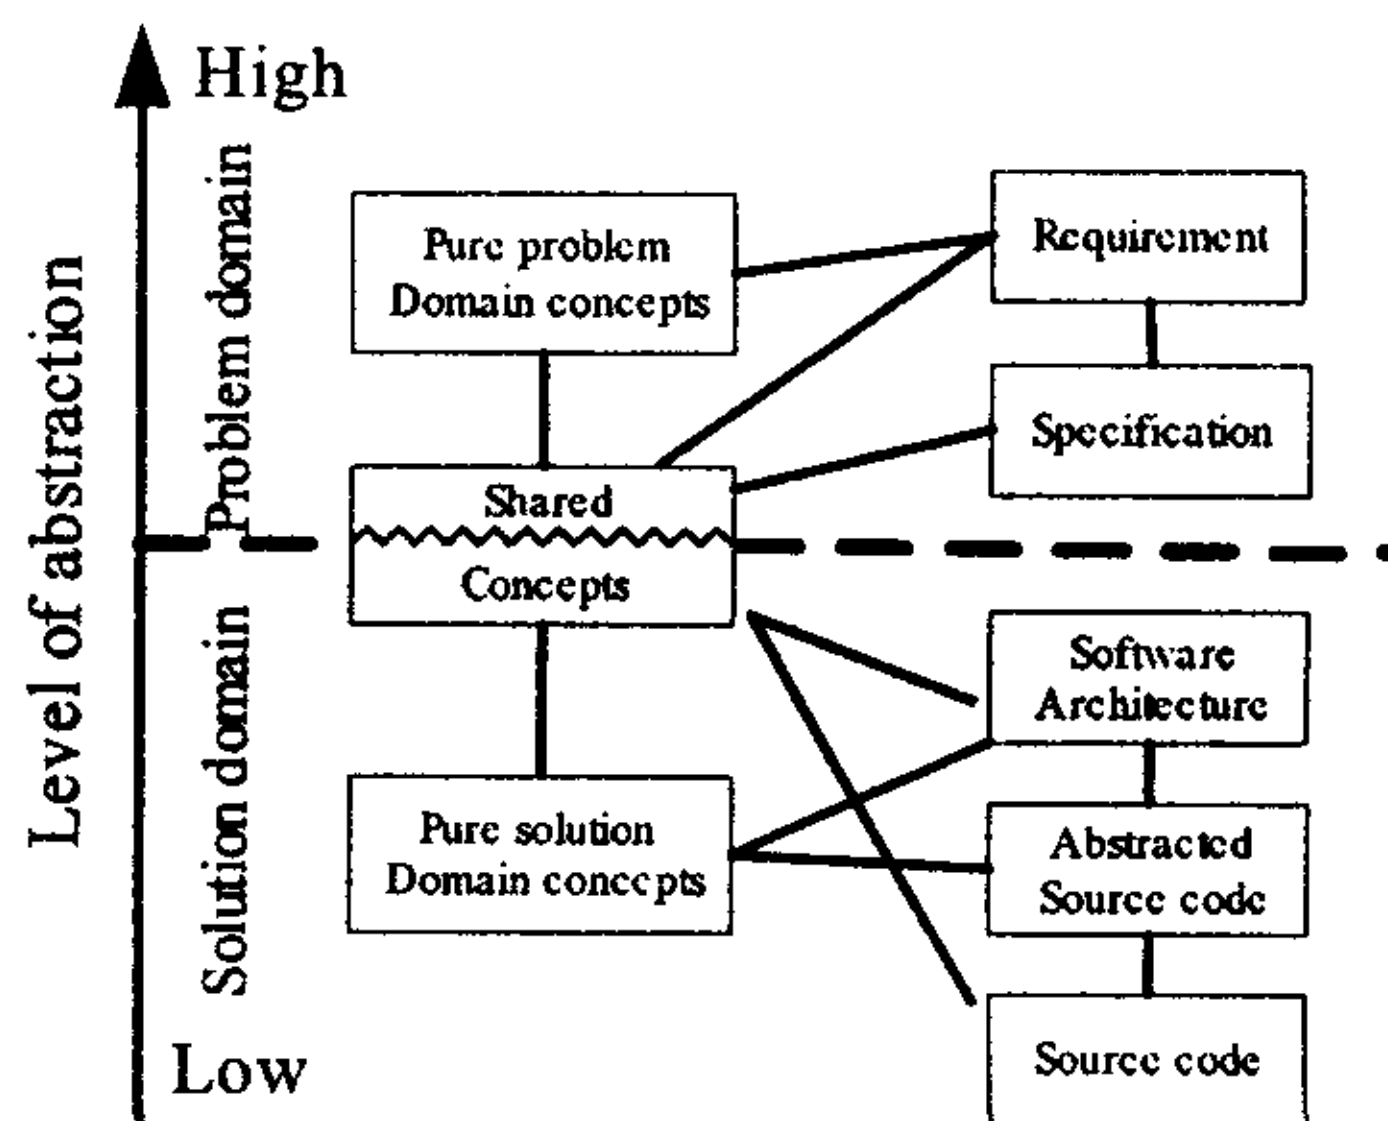 High
Level of abstraction
Problem domain
Solution domain
Low
Pure problem
Domain concepts
Shared
Concepts
Pure solution
Domain concepts
Requirement
Specification
Software
Architecture
Abstracted
Source code
Source code